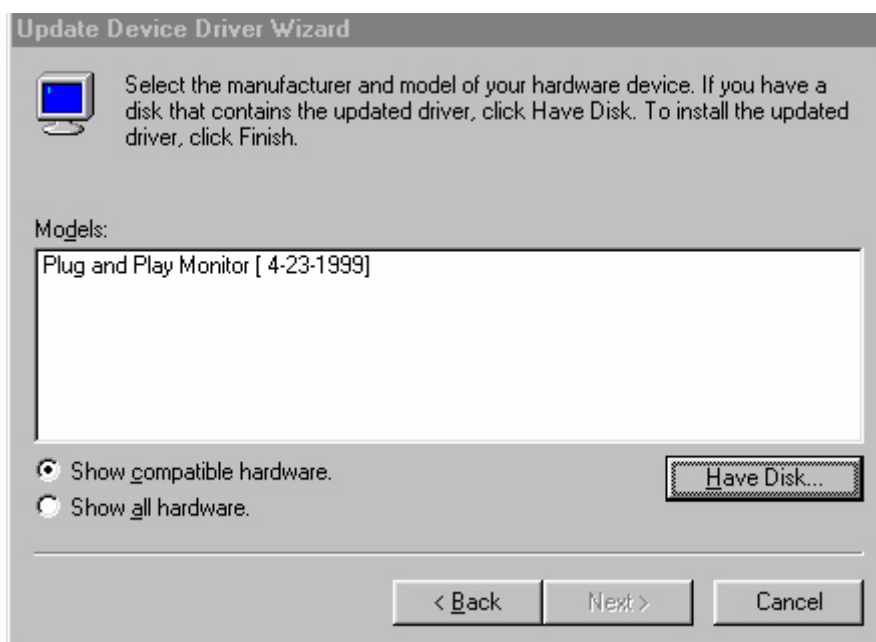 Update Device Driver Wizard
Select the manufacturer and model of your hardware device. If you have a
disk that contains the updated driver, click Have Disk. To install the updated
driver, click Finish.
Models:
Plug and Play Monitor [ 4-23-1999]
Show compatible hardware.
Have Disk...
Show all hardware.
< Back
Next >
Cancel